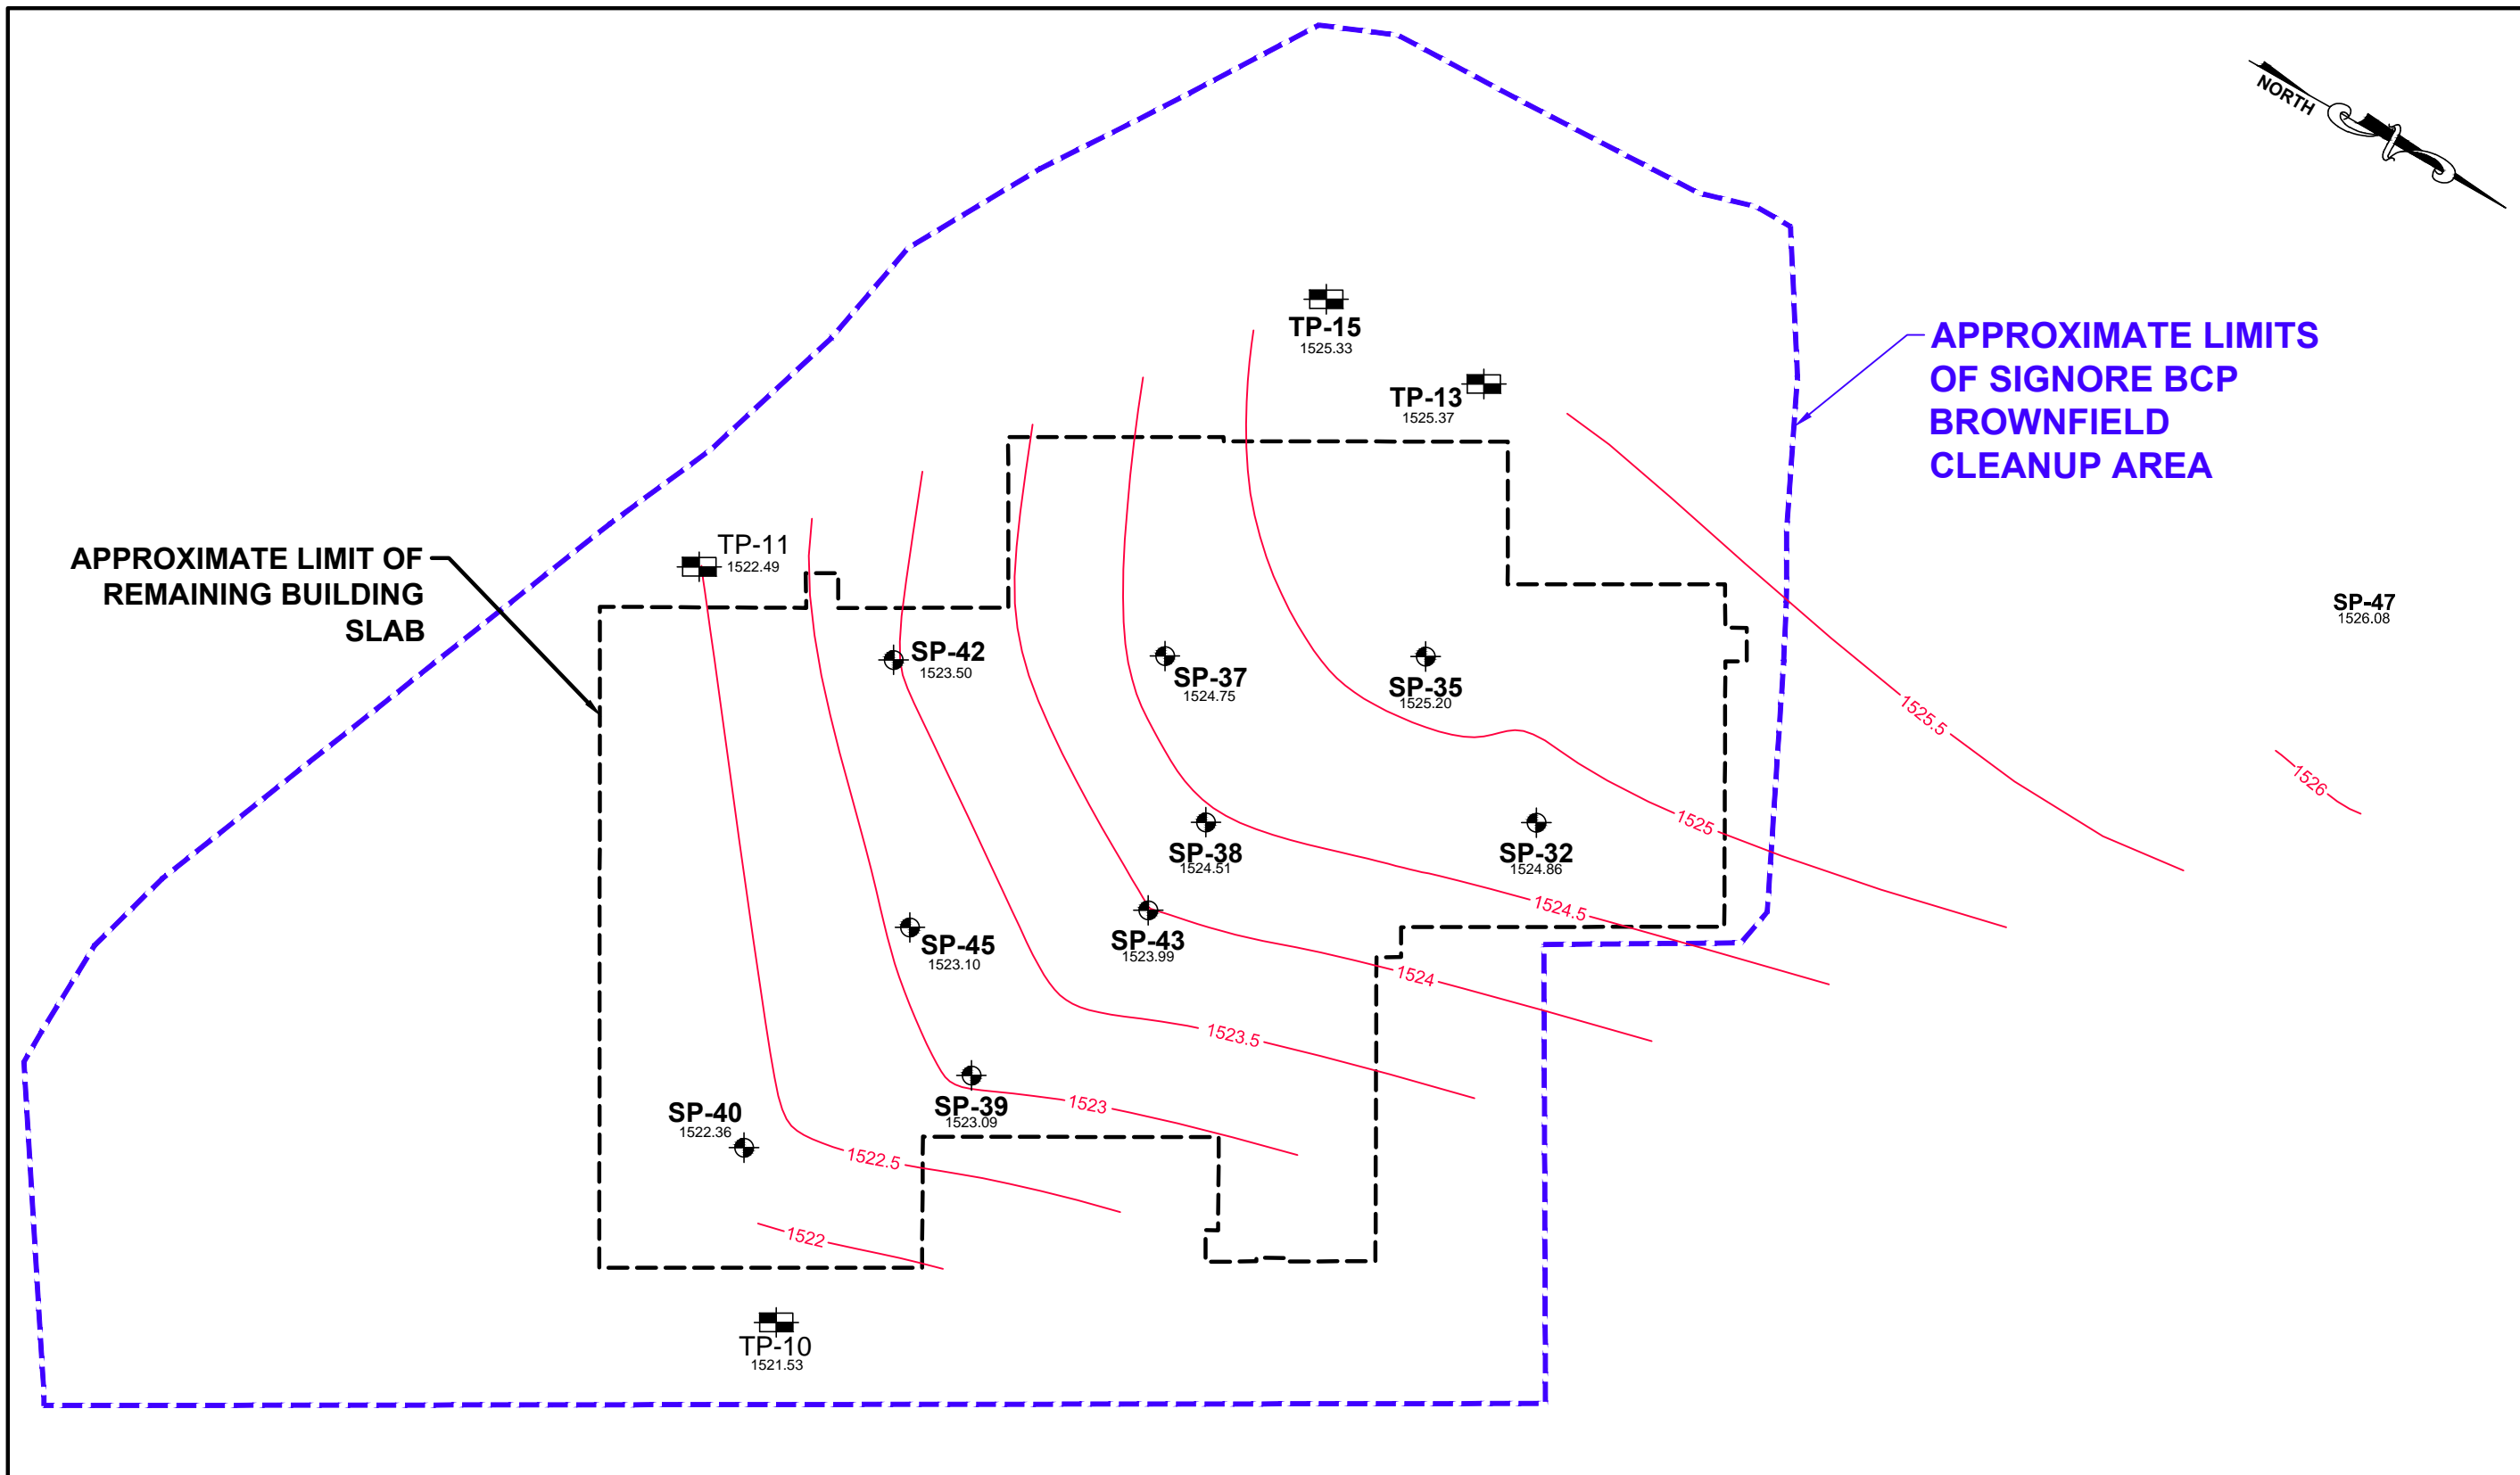 NORTH
TP-15
1525.33
APPROXIMATE LIMITS
OF SIGNORE BCP
BROWNFIELD
CLEANUP AREA
TP-13
1525.37
TP-11
1522.49
APPROXIMATE LIMIT OF
REMAINING BUILDING
SLAB
SP-47
1526.08
SP-42
1523.50
SP-37
1524.75
SP-35
1525.20
1525.5
1526
1525
SP-38
1524.51
SP-32
1524.86
1524.5
SP-45
1523.10
SP-43
1523.99
1524
1523.5
SP-40
1522.36
SP-39
1523.09
1523
1522.5
1522
TP-10
1521.53